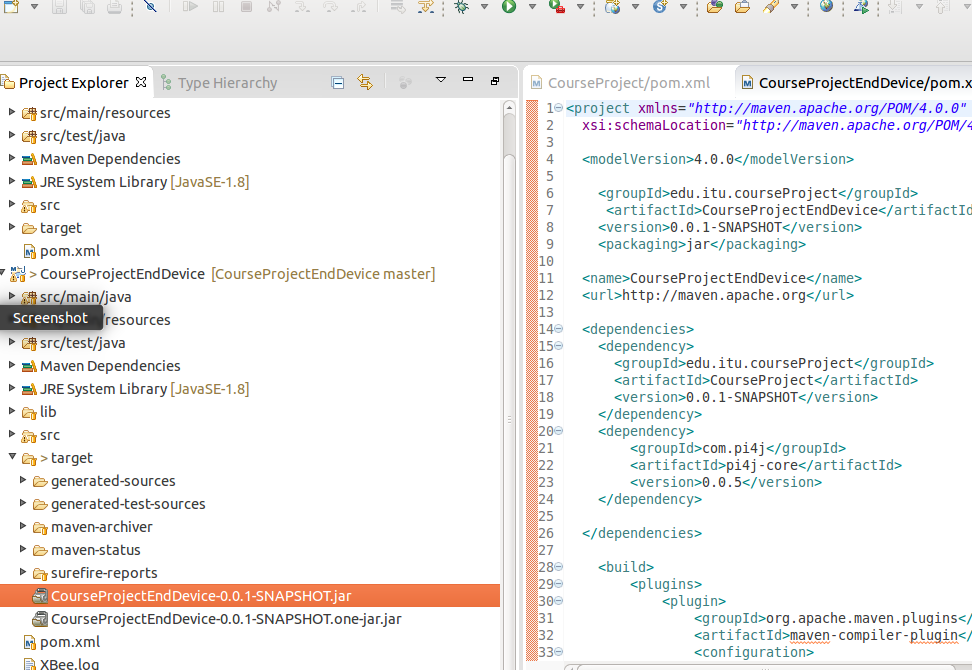 Project Explorer
Type Hierarchy
src/main/resources
src/test/java
Maven Dependencies
JRE System Library [JavaSE-1.8]
src
target
pom.xml
> CourseProjectEndDevice [CourseProjectEndDevice master]
src/main/java
Screenshot
/resources
src/test/java
Maven Dependencies
JRE System Library [JavaSE-1.8]
lib
src
> target
generated-sources
generated-test-sources
maven-archiver
maven-status
surefire-reports
CourseProjectEndDevice-0.0.1-SNAPSHOT.jar
CourseProjectEndDevice-0.0.1-SNAPSHOT.one-jar.jar
pom.xml
XBee.log
CourseProject/pom.xml
CourseProjectEndDevice/pom.x
1 <project xmlns="http://maven.apache.org/POM/4.0.0"
2 xsi:schemaLocation="http://maven.apache.org/POM/4
3
4 <modelVersion>4.0.0</modelVersion>
5
6 <groupId>edu.itu.courseProject</groupId>
7 <artifactId>CourseProjectEndDevice</artifactId
8 <version>0.0.1-SNAPSHOT</version>
9 <packaging>jar</packaging>
10
11 <name>CourseProjectEndDevice</name>
12 <url>http://maven.apache.org</url>
13
14 <dependencies>
15 <dependency>
16 <groupId>edu.itu.courseProject</groupId>
17 <artifactId>CourseProject</artifactId>
18 <version>0.0.1-SNAPSHOT</version>
19 </dependency>
20 <dependency>
21 <groupId>com.pi4j</groupId>
22 <artifactId>pi4j-core</artifactId>
23 <version>0.0.5</version>
24 </dependency>
25
26 </dependencies>
27
28 <build>
29 <plugins>
30 <plugin>
31 <groupId>org.apache.maven.plugins</
32 <artifactId>maven-compiler-plugin</
33 <configuration>